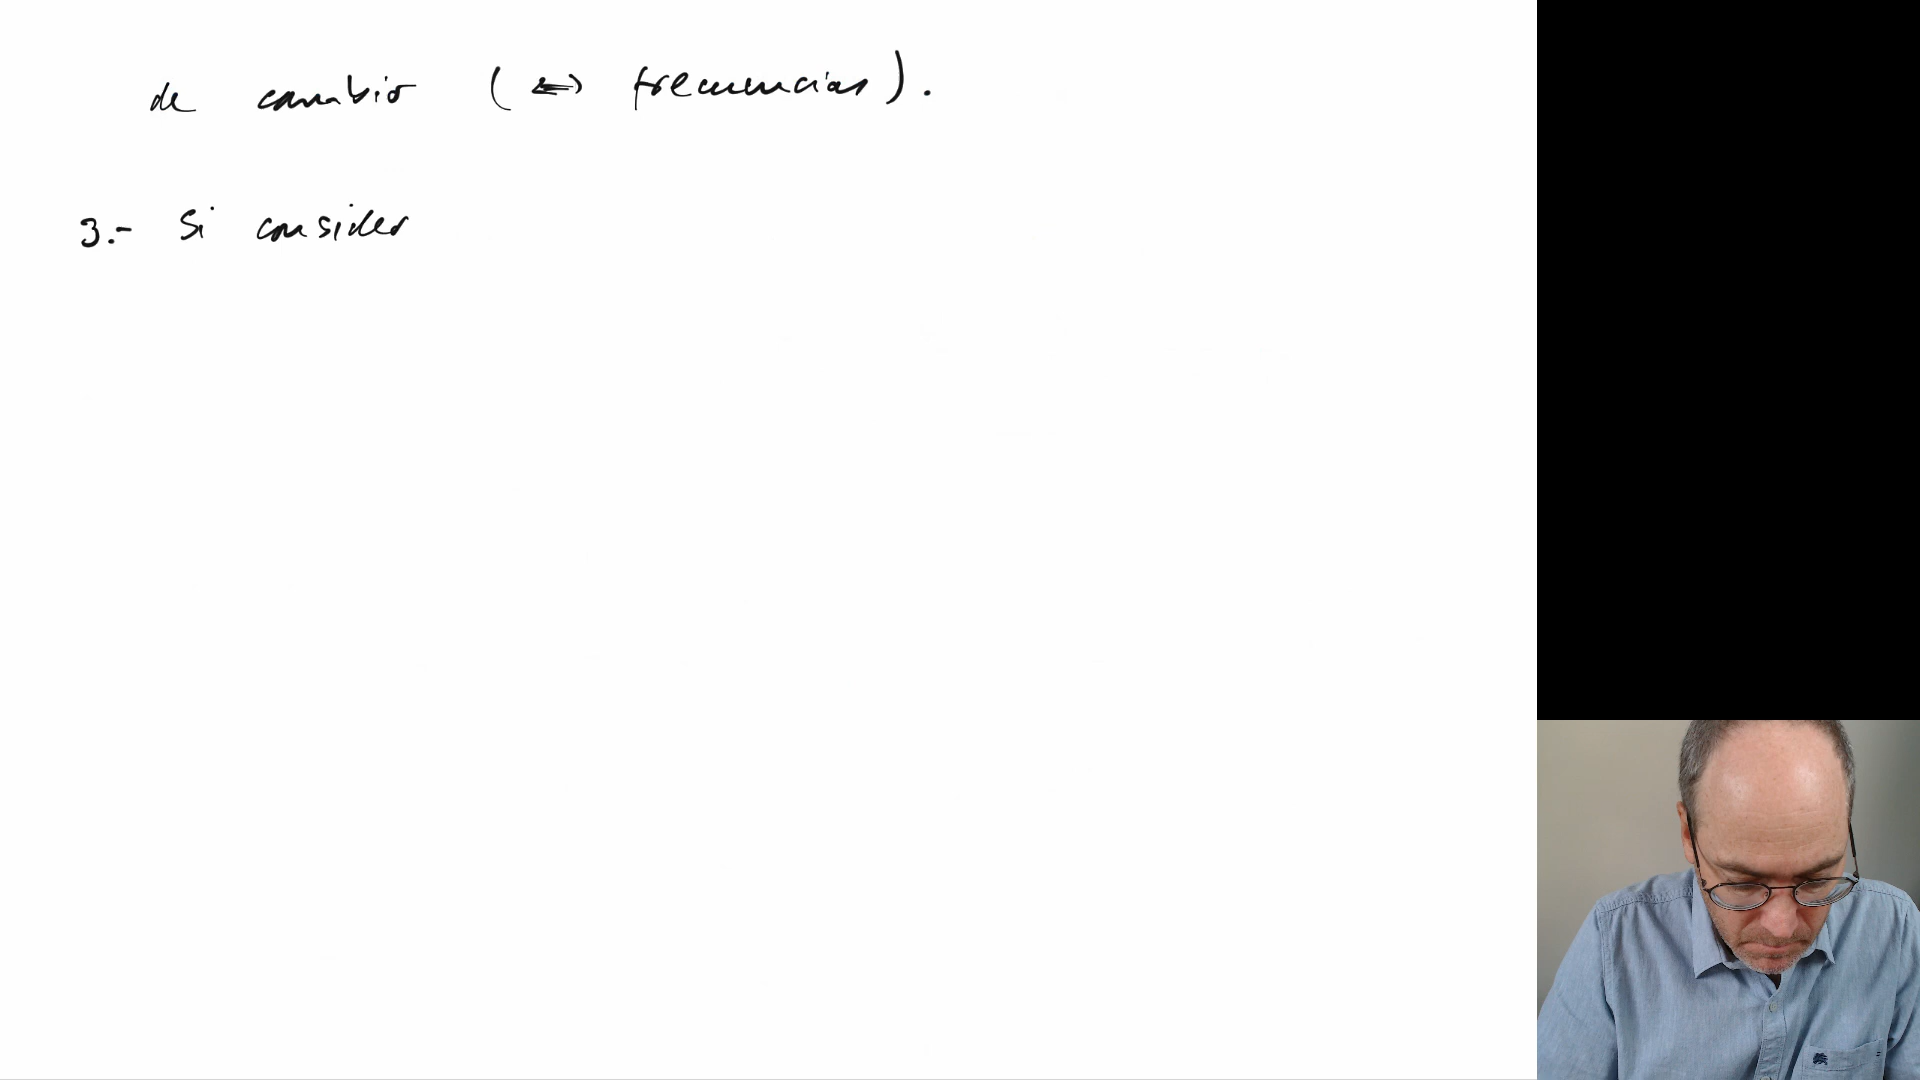 de cambio (⇔ frecuencias).
3.- Si consider